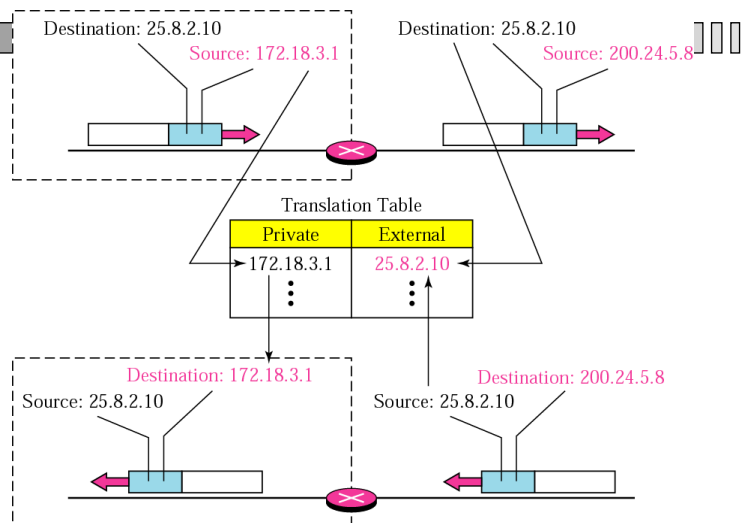 Destination: 25.8.2.10
Source: 172.18.3.1
Destination: 25.8.2.10
Source: 200.24.5.8
Translation Table
Private External
172.18.3.1 25.8.2.10
Destination: 172.18.3.1
Source: 25.8.2.10
Destination: 200.24.5.8
Source: 25.8.2.10